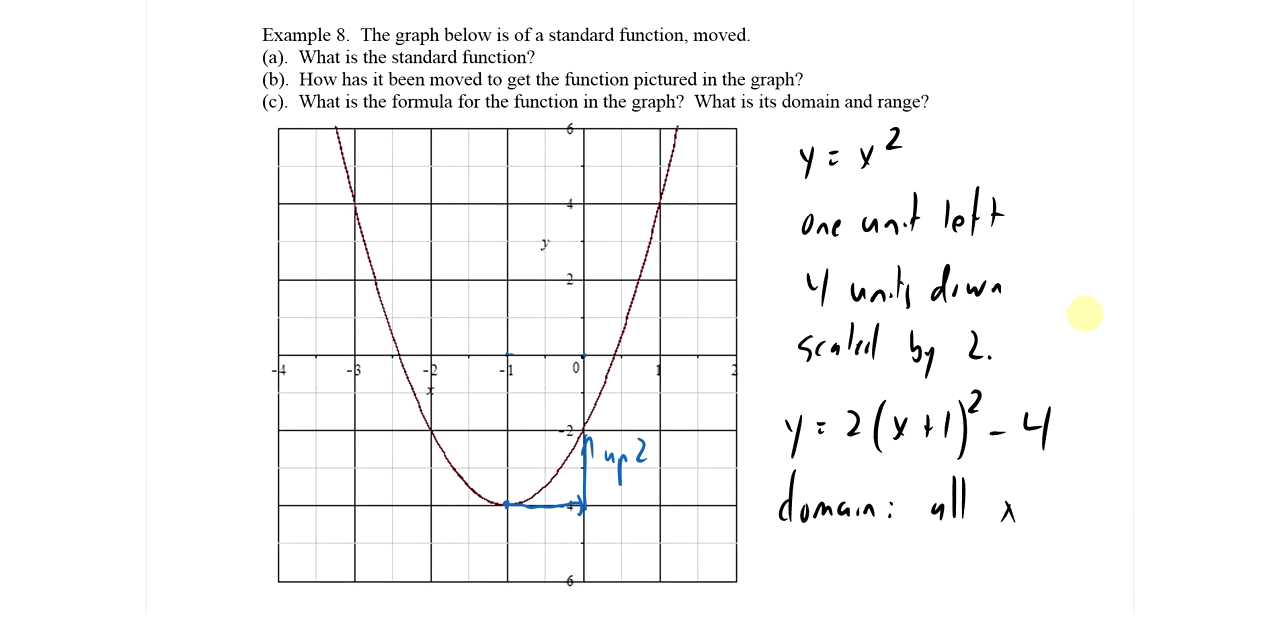 Example 8. The graph below is of a standard function, moved.
(a). What is the standard function?
(b). How has it been moved to get the function pictured in the graph?
(c). What is the formula for the function in the graph? What is its domain and range?
6
y = x²
4
one unit left
y
2
4 units down
scaled by 2.
-4 -3 -2 -1 0 1 2
x
y = 2(x+1)² - 4
-2
up 2
domain: all x
-4
-6